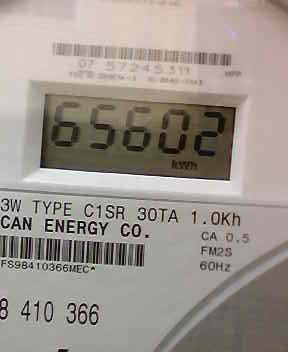 07 57245311 MPP
65602
kWh
3W TYPE C1SR 30TA 1.0Kh
CAN ENERGY CO.
CA 0.5
FM2S
*FS98410366MEC*
60Hz
8 410 366